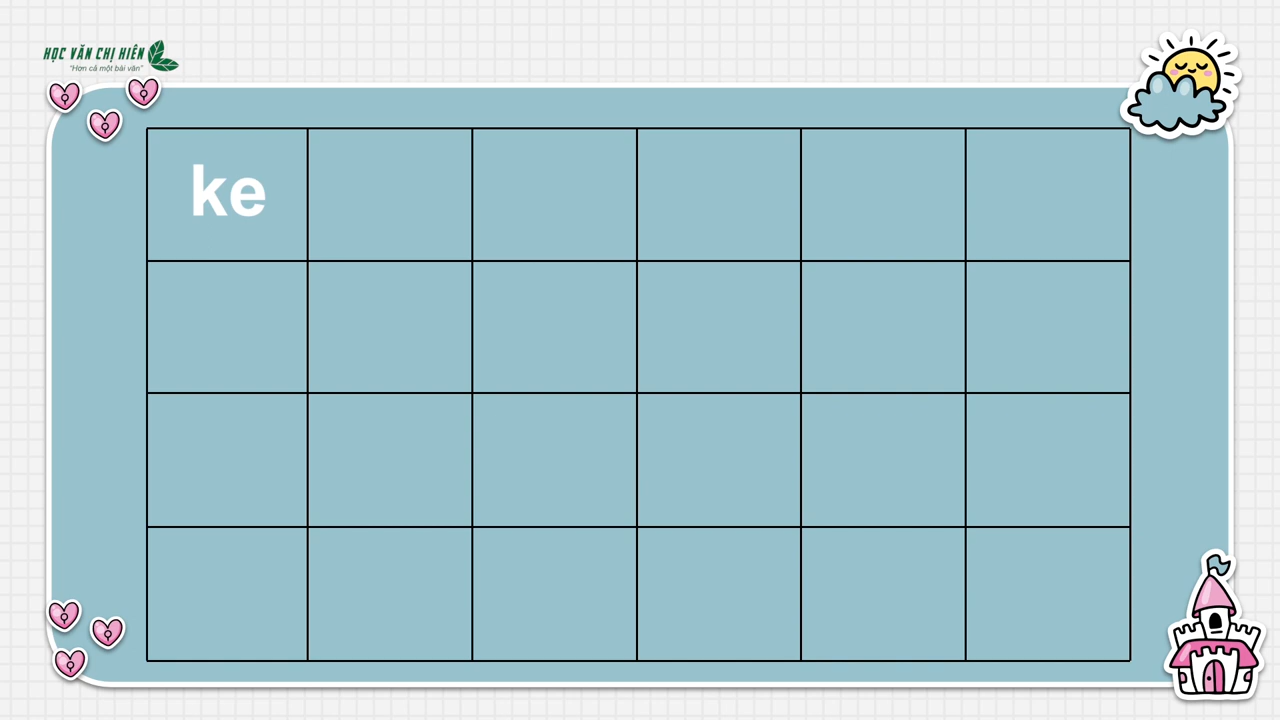 HỌC VĂN CHỊ HIÊN
"Hơn cả một bài văn"
ke